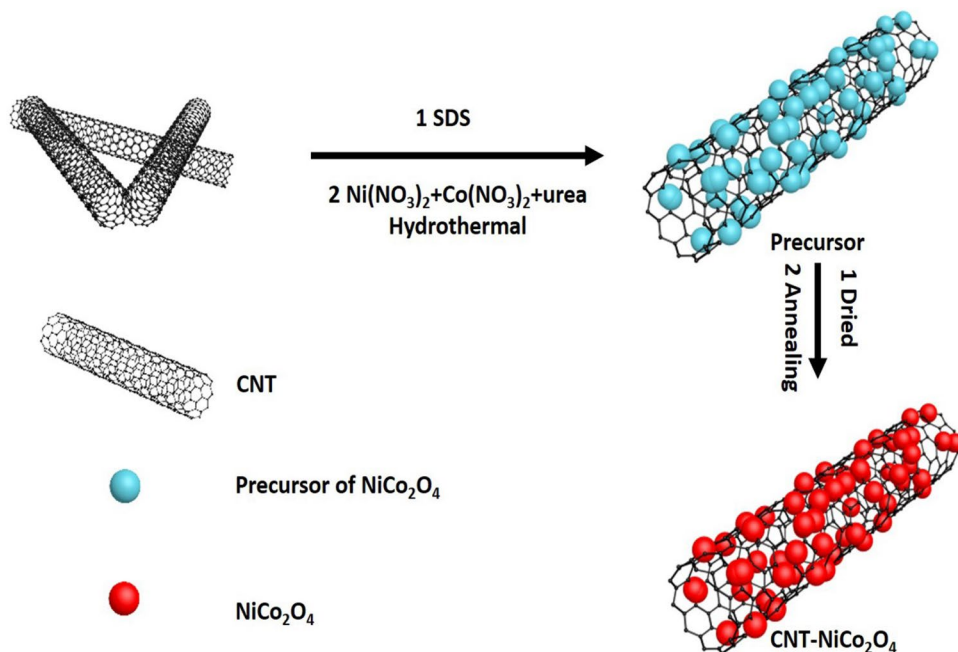 1 SDS
2 Ni(NO₃)₂+Co(NO₃)₂+urea
Hydrothermal
Precursor
1 Dried
2 Annealing
CNT
Precursor of NiCo₂O₄
NiCo₂O₄
CNT-NiCo₂O₄